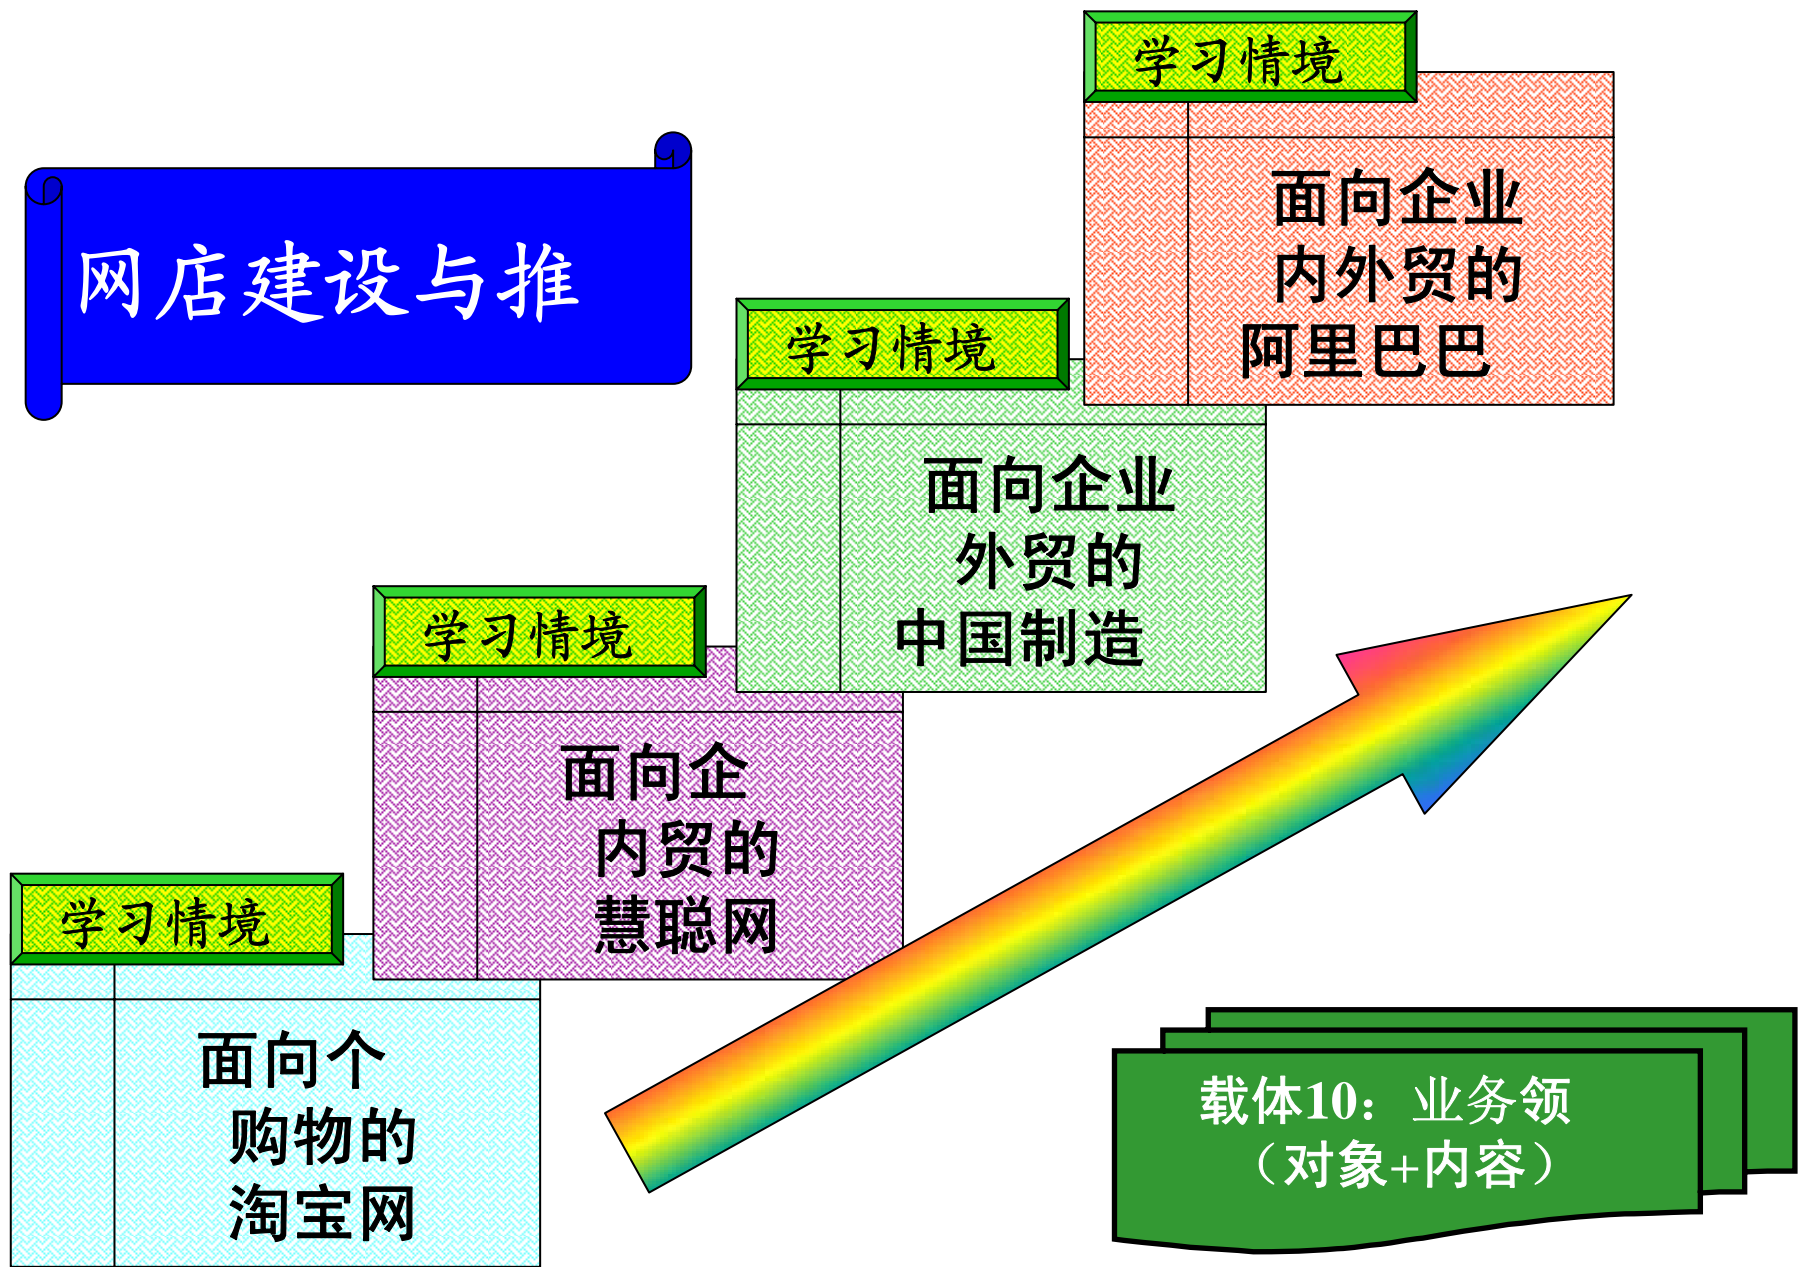 网店建设与推
学习情境
面向企业
内外贸的
阿里巴巴
学习情境
面向企业
外贸的
中国制造
学习情境
面向企
内贸的
慧聪网
学习情境
面向个
购物的
淘宝网
载体10：业务领
（对象+内容）